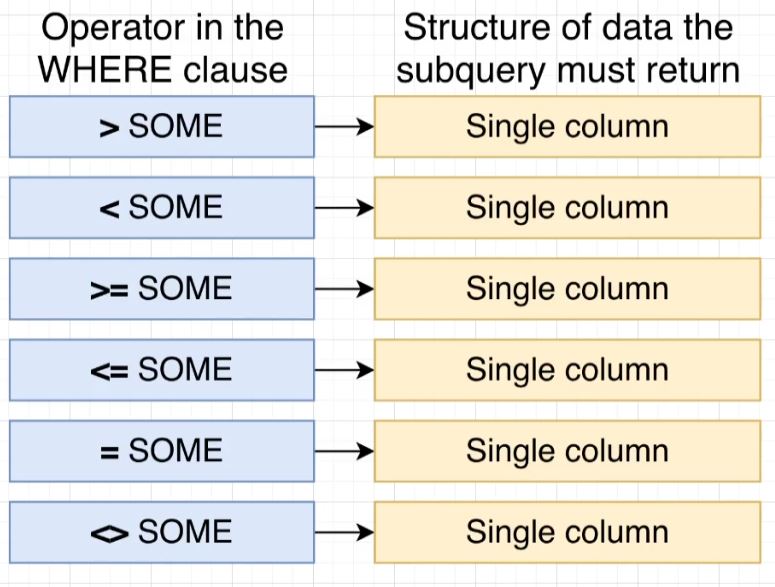 Operator in the
WHERE clause
Structure of data the
subquery must return
> SOME
Single column
< SOME
Single column
>= SOME
Single column
<= SOME
Single column
= SOME
Single column
<> SOME
Single column